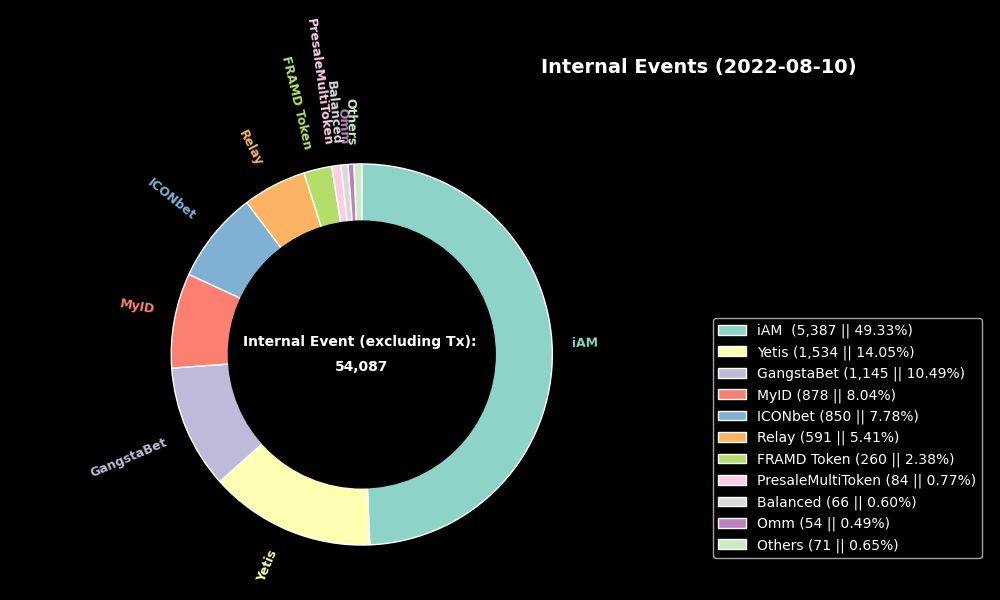 Internal Events (2022-08-10)
PresaleMultiToken
FRAMD Token
Balanced
Omm
Others
Relay
ICONbet
MyID
iAM
GangstaBet
Yetis
Internal Event (excluding Tx):
54,087
iAM  (5,387 || 49.33%)
Yetis (1,534 || 14.05%)
GangstaBet (1,145 || 10.49%)
MyID (878 || 8.04%)
ICONbet (850 || 7.78%)
Relay (591 || 5.41%)
FRAMD Token (260 || 2.38%)
PresaleMultiToken (84 || 0.77%)
Balanced (66 || 0.60%)
Omm (54 || 0.49%)
Others (71 || 0.65%)